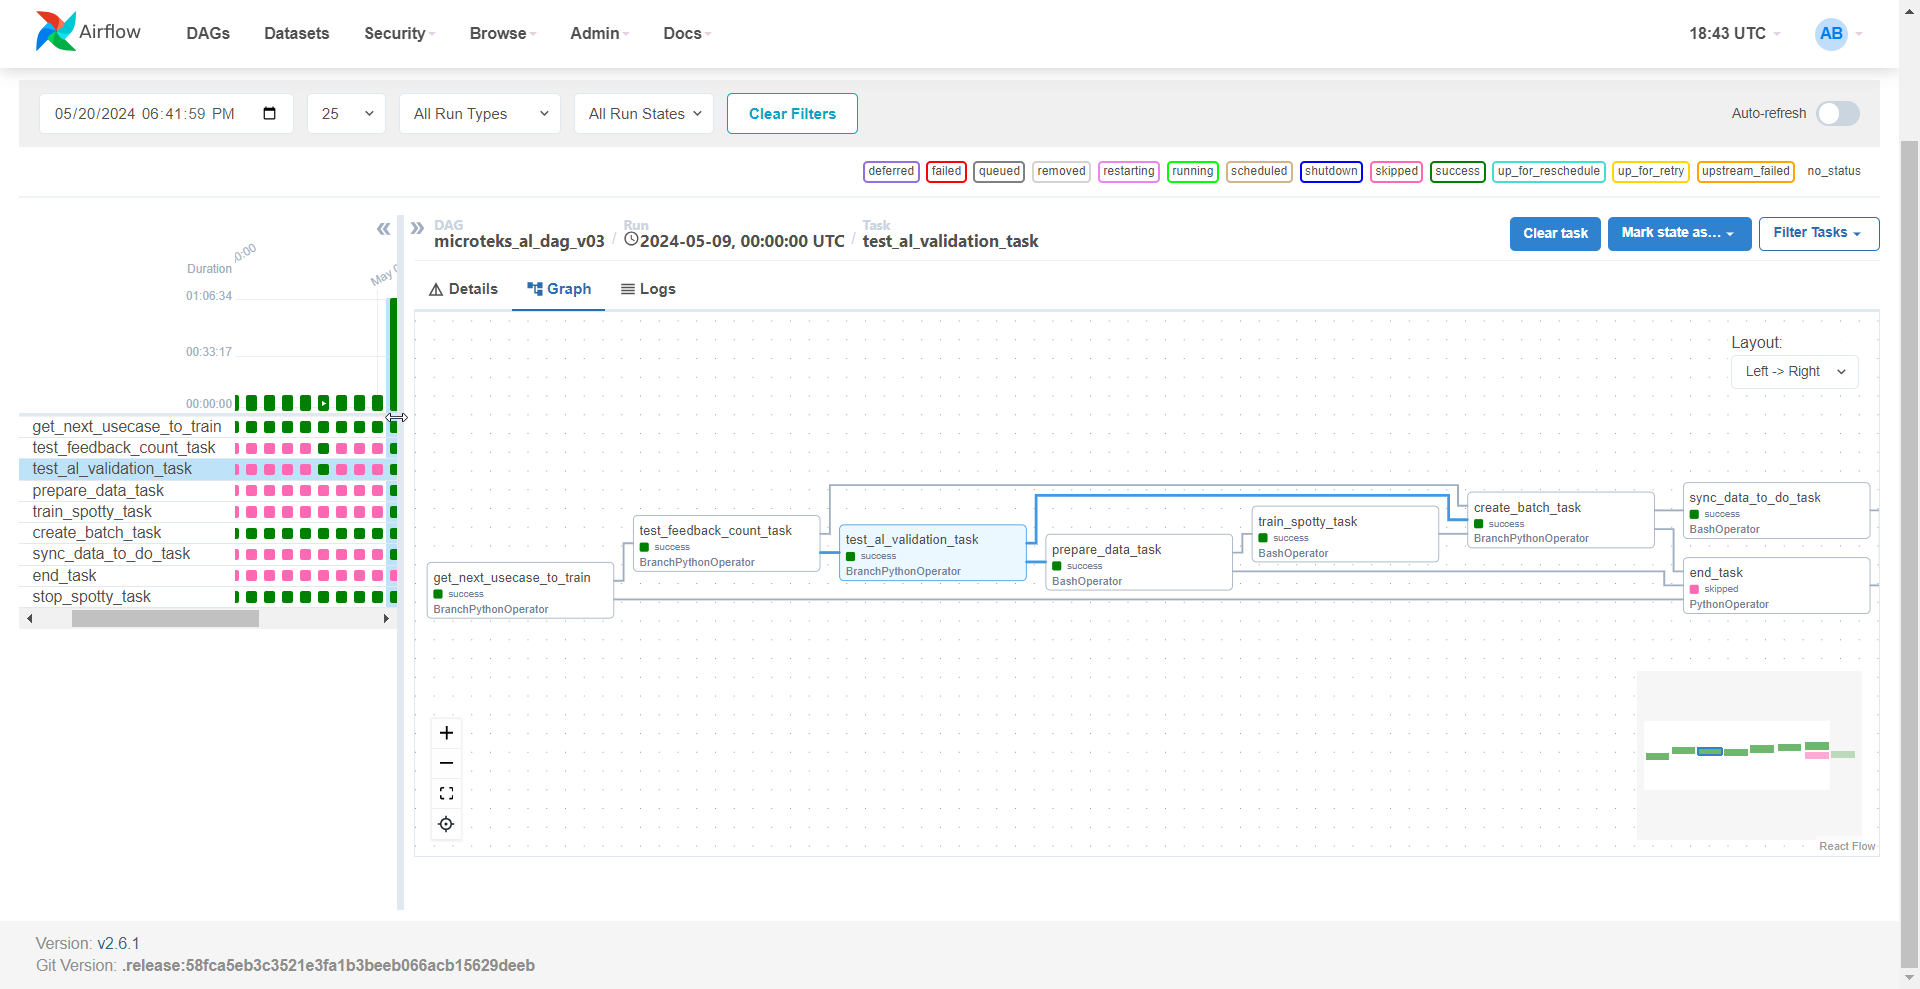 Airflow DAGs Datasets Security Browse Admin Docs 18:43 UTC AB
05/20/2024 06:41:59 PM 25 All Run Types All Run States Clear Filters Auto-refresh
deferred failed queued removed restarting running scheduled shutdown skipped success up_for_reschedule up_for_retry upstream_failed no_status
DAG Run Task
microteks_al_dag_v03 / 2024-05-09, 00:00:00 UTC / test_al_validation_task
Clear task Mark state as... Filter Tasks
Details Graph Logs
Duration
01:06:34
00:33:17
00:00:00
get_next_usecase_to_train
test_feedback_count_task
test_al_validation_task
prepare_data_task
train_spotty_task
create_batch_task
sync_data_to_do_task
end_task
stop_spotty_task
Layout:
Left -> Right
get_next_usecase_to_train
success
BranchPythonOperator
test_feedback_count_task
success
BranchPythonOperator
test_al_validation_task
success
BranchPythonOperator
prepare_data_task
success
BashOperator
train_spotty_task
success
BashOperator
create_batch_task
success
BranchPythonOperator
sync_data_to_do_task
success
BashOperator
end_task
skipped
PythonOperator
React Flow
Version: v2.6.1
Git Version: .release:58fca5eb3c3521e3fa1b3beeb066acb15629deeb